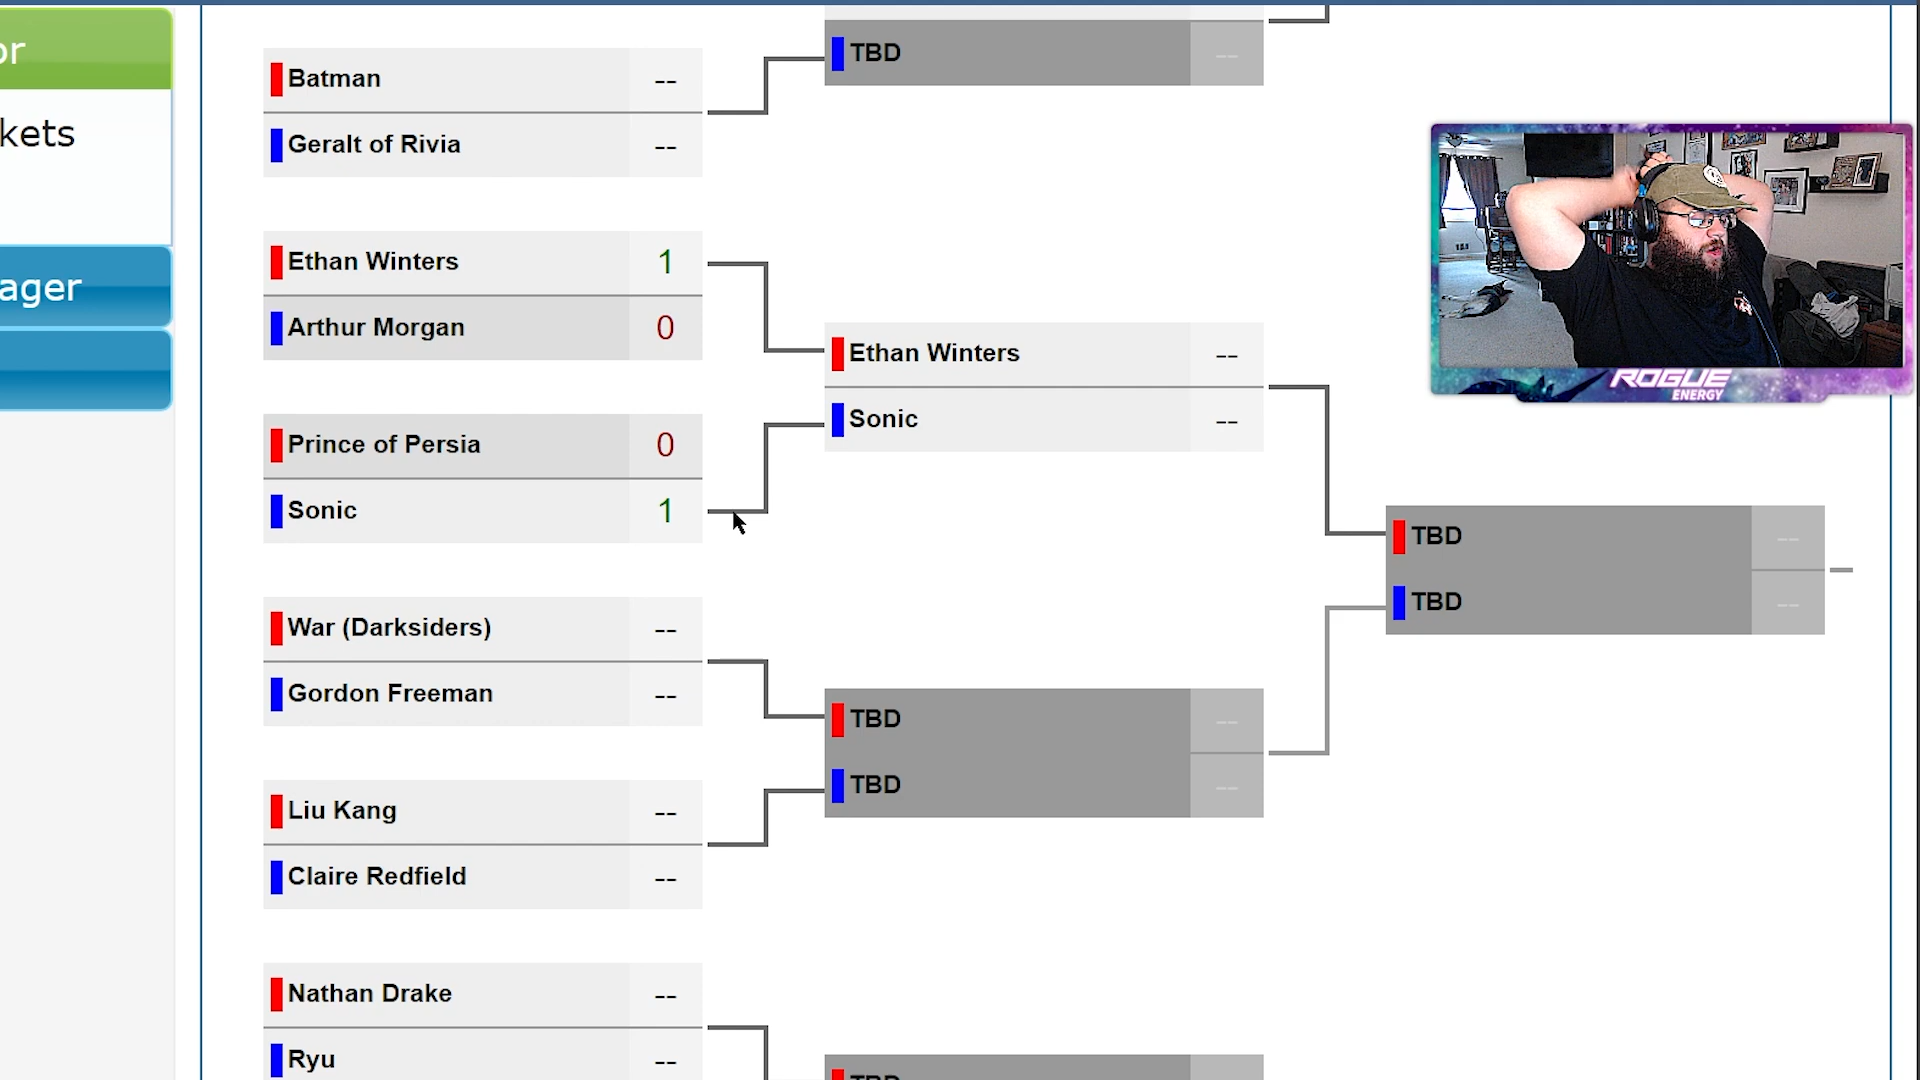 or
kets
ager
TBD --
Batman --
Geralt of Rivia --
Ethan Winters 1
Arthur Morgan 0
Prince of Persia 0
Sonic 1
War (Darksiders) --
Gordon Freeman --
Liu Kang --
Claire Redfield --
Nathan Drake --
Ryu --
Ethan Winters --
Sonic --
TBD --
TBD --
TBD
TBD --
TBD --
ROGUE
ENERGY